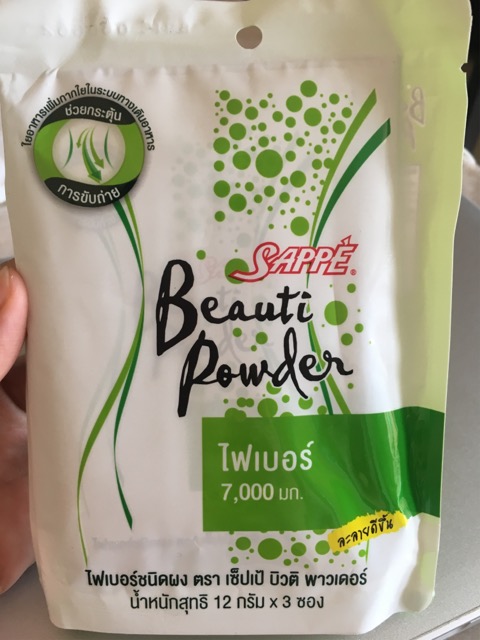 ใยอาหารเพิ่มกากใยในระบบทางเดินอาหาร
ช่วยกระตุ้น
การขับถ่าย
SAPPÉ®
Beauti
Powder
ไฟเบอร์
7,000 มก.
ละลายดีขึ้น
ไฟเบอร์ชนิดผง ตรา เซ็ปเป้ บิวติ พาวเดอร์
น้ำหนักสุทธิ 12 กรัม x 3 ซอง